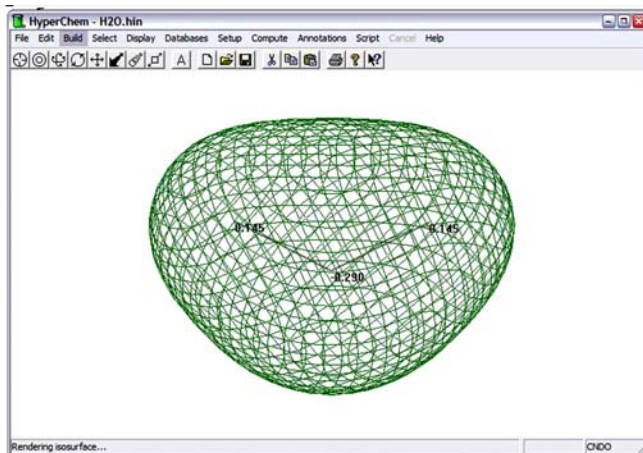 HyperChem - H2O.hin
File Edit Build Select Display Databases Setup Compute Annotations Script Cancel Help
A
0.145 0.145
-0.290
Rendering isosurface...
CNDO